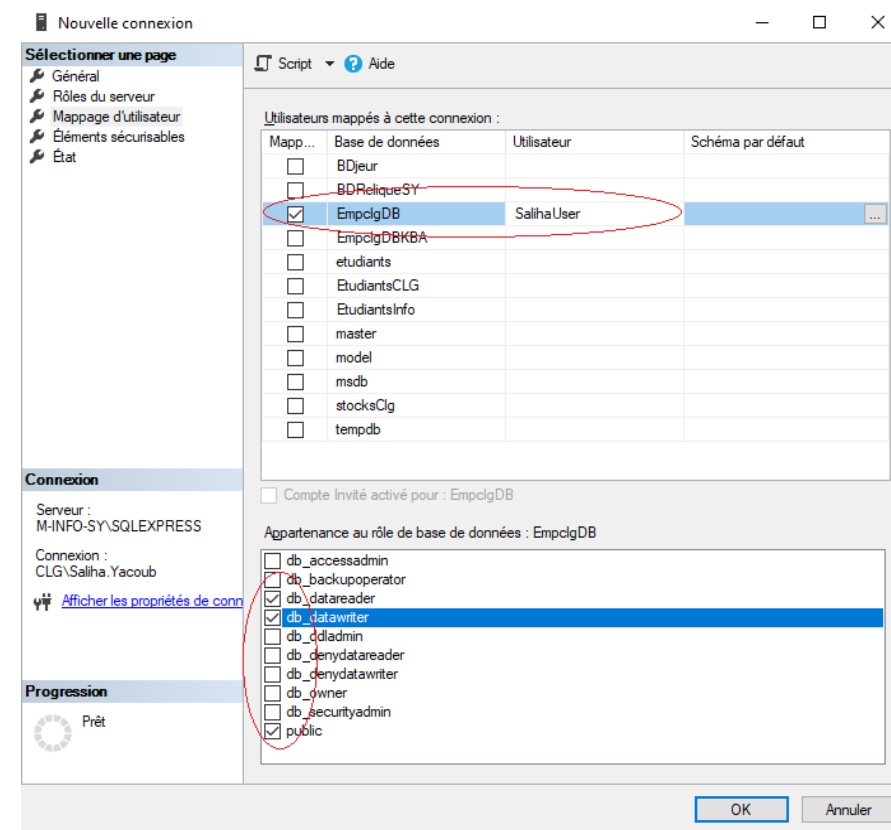 Nouvelle connexion
Sélectionner une page
Général
Rôles du serveur
Mappage d'utilisateur
Éléments sécurisables
État
Script
Aide
Utilisateurs mappés à cette connexion :
Mapp... Base de données Utilisateur Schéma par défaut
BDjeur
BDReliqueSY
EmpclgDB SalihaUser ...
EmpclgDBKBA
etudiants
EtudiantsCLG
EtudiantsInfo
master
model
msdb
stocksClg
tempdb
Compte Invité activé pour : EmpclgDB
Appartenance au rôle de base de données : EmpclgDB
db_accessadmin
db_backupoperator
db_datareader
db_datawriter
db_ddladmin
db_denydatareader
db_denydatawriter
db_owner
db_securityadmin
public
Connexion
Serveur :
M-INFO-SY\SQLEXPRESS
Connexion :
CLG\Saliha.Yacoub
Afficher les propriétés de conn
Progression
Prêt
OK
Annuler